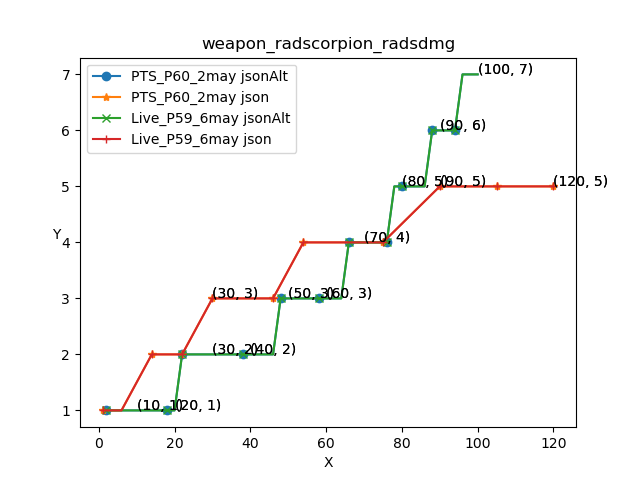 weapon_radscorpion_radsdmg
PTS_P60_2may jsonAlt
PTS_P60_2may json
Live_P59_6may jsonAlt
Live_P59_6may json
(100, 7)
(90, 6)
(80, 5)
(90, 5)
(120, 5)
(70, 4)
(30, 3)
(50, 3)
(60, 3)
(30, 2)
(40, 2)
(10, 1)
(20, 1)
7
6
5
4
3
2
1
Y
0 20 40 60 80 100 120
X